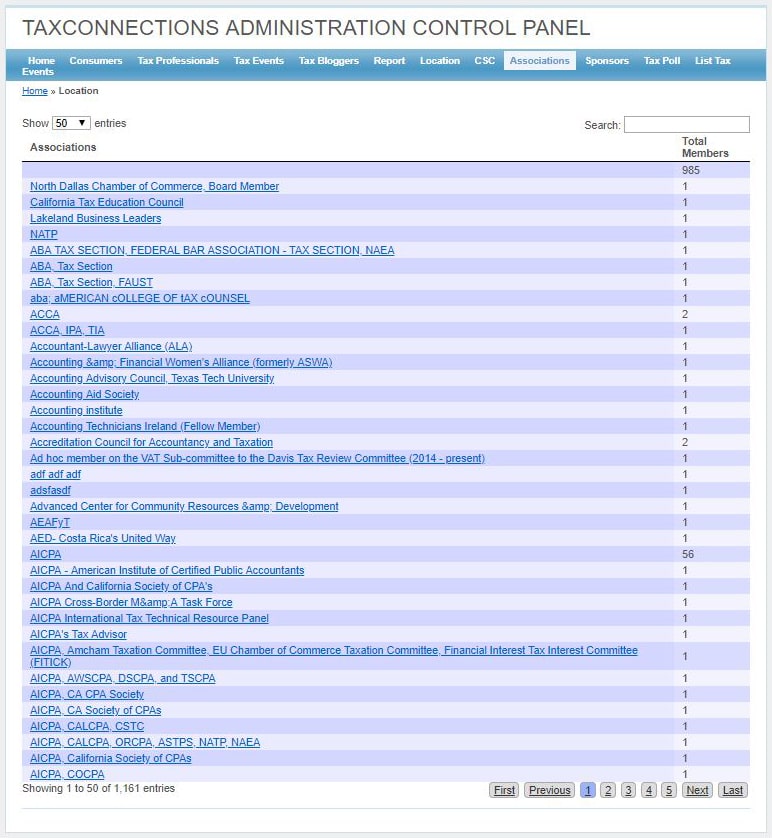 TAXCONNECTIONS ADMINISTRATION CONTROL PANEL
Home Consumers Tax Professionals Tax Events Tax Bloggers Report Location CSC Associations Sponsors Tax Poll List Tax
Events
Home » Location
Show 50 entries
Search:
Associations Total Members
985
North Dallas Chamber of Commerce, Board Member 1
California Tax Education Council 1
Lakeland Business Leaders 1
NATP 1
ABA TAX SECTION, FEDERAL BAR ASSOCIATION - TAX SECTION, NAEA 1
ABA, Tax Section 1
ABA, Tax Section, FAUST 1
aba; aMERICAN cOLLEGE OF tAX cOUNSEL 1
ACCA 2
ACCA, IPA, TIA 1
Accountant-Lawyer Alliance (ALA) 1
Accounting &amp; Financial Women's Alliance (formerly ASWA) 1
Accounting Advisory Council, Texas Tech University 1
Accounting Aid Society 1
Accounting institute 1
Accounting Technicians Ireland (Fellow Member) 1
Accreditation Council for Accountancy and Taxation 2
Ad hoc member on the VAT Sub-committee to the Davis Tax Review Committee (2014 - present) 1
adf adf adf 1
adsfasdf 1
Advanced Center for Community Resources &amp; Development 1
AEAFyT 1
AED- Costa Rica's United Way 1
AICPA 56
AICPA - American Institute of Certified Public Accountants 1
AICPA And California Society of CPA's 1
AICPA Cross-Border M&amp;A Task Force 1
AICPA International Tax Technical Resource Panel 1
AICPA's Tax Advisor 1
AICPA, Amcham Taxation Committee, EU Chamber of Commerce Taxation Committee, Financial Interest Tax Interest Committee
(FITICK) 1
AICPA, AWSCPA, DSCPA, and TSCPA 1
AICPA, CA CPA Society 1
AICPA, CA Society of CPAs 1
AICPA, CALCPA, CSTC 1
AICPA, CALCPA, ORCPA, ASTPS, NATP, NAEA 1
AICPA, California Society of CPAs 1
AICPA, COCPA 1
Showing 1 to 50 of 1,161 entries First Previous 1 2 3 4 5 Next Last